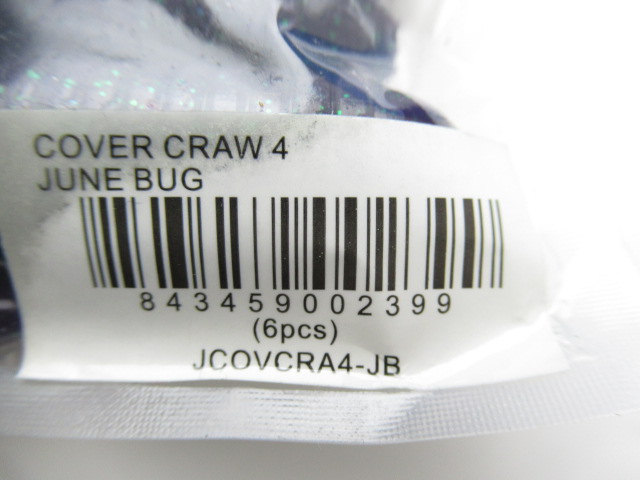 COVER CRAW 4
JUNE BUG
843459002399
(6pcs)
JCOVCRA4-JB